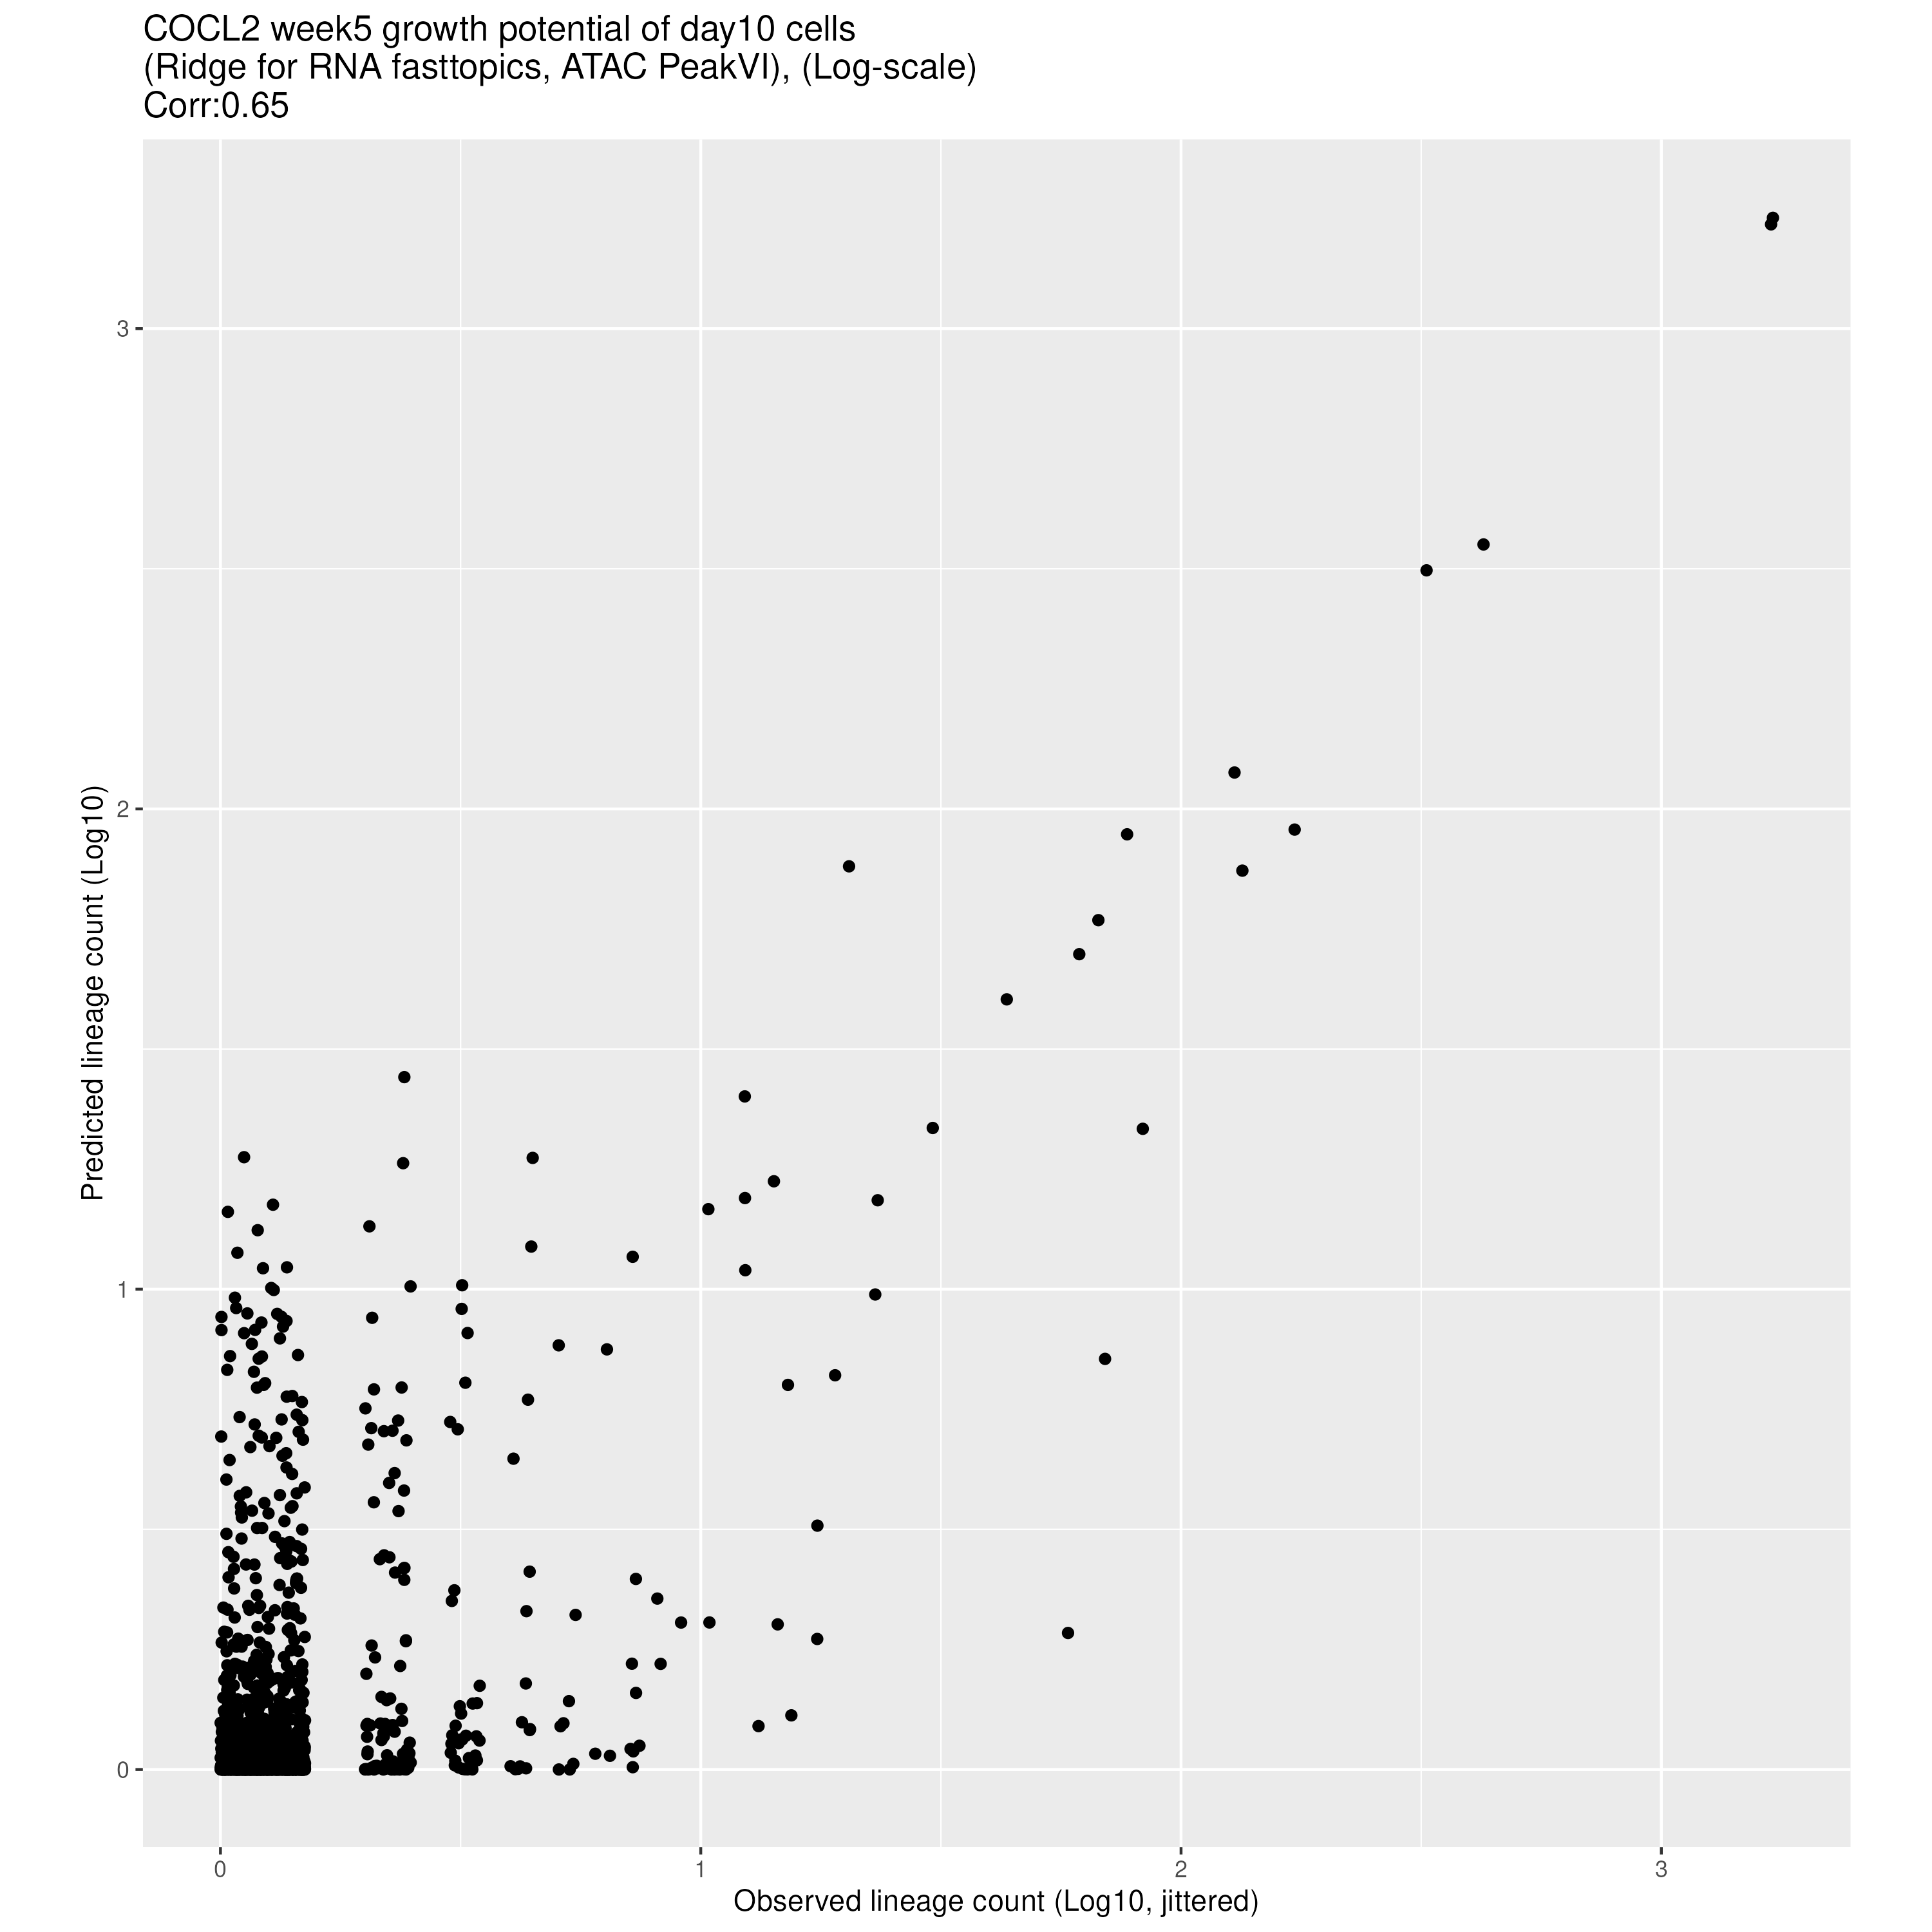 COCL2 week5 growth potential of day10 cells
(Ridge for RNA fasttopics, ATAC PeakVI), (Log-scale)
Corr:0.65
Predicted lineage count (Log10)
3
2
1
0
0
1
2
3
Observed lineage count (Log10, jittered)